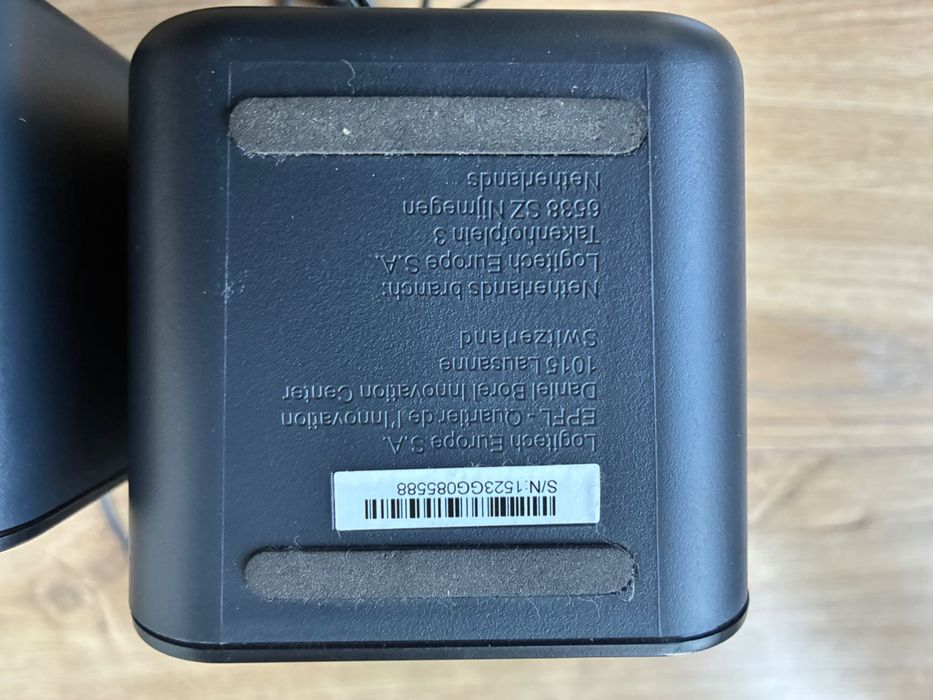 S/N:1523GG085588
Logitech Europe S.A.
EPFL - Quartier de l'Innovation
Daniel Borel Innovation Center
1015 Lausanne
Switzerland
Netherlands branch:
Logitech Europe S.A.
Takenhofplein 3
6538 SZ Nijmegen
Netherlands